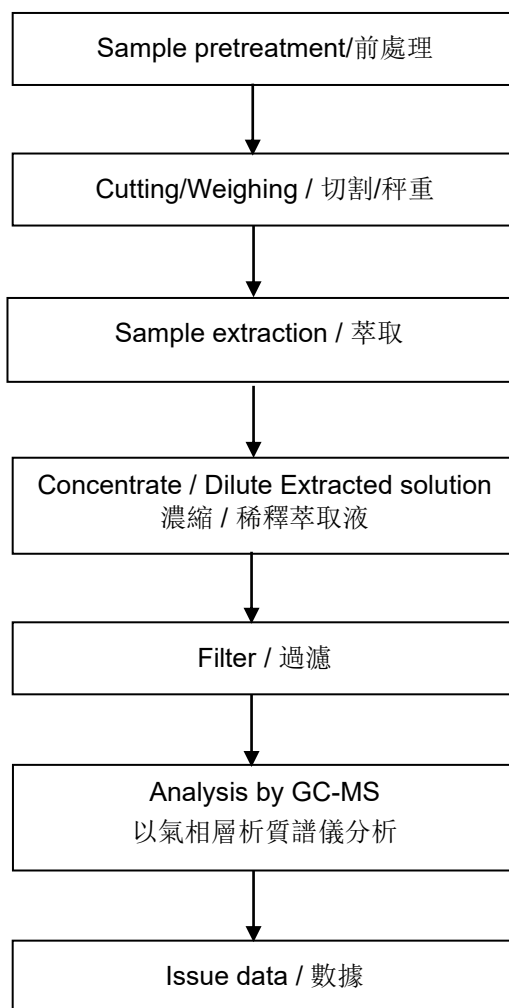 Sample pretreatment/前處理
Cutting/Weighing / 切割/秤重
Sample extraction / 萃取
Concentrate / Dilute Extracted solution
濃縮 / 稀釋萃取液
Filter / 過濾
Analysis by GC-MS
以氣相層析質譜儀分析
Issue data / 數據